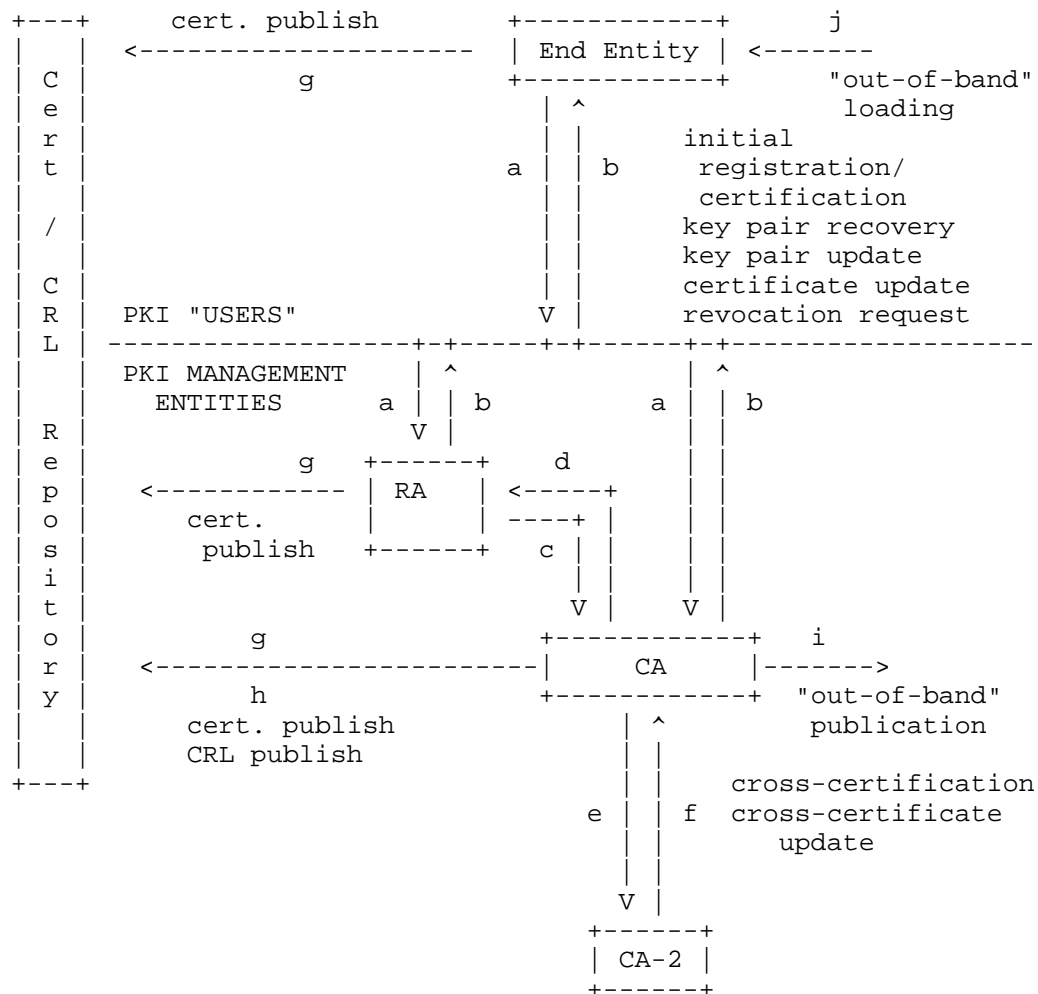 +---+     cert. publish        +------------+      j
|   |  <---------------------  | End Entity | <-------
| C |             g            +------------+      "out-of-band"
| e |                            | ^                loading
| r |                            | |      initial
| t |                          a | | b     registration/
|   |                            | |       certification
| / |                            | |      key pair recovery
|   |                            | |      key pair update
| C |                            | |      certificate update
| R |  PKI "USERS"               V |      revocation request
| L | -------------------+-+-----+-+------+-+-------------------
|   |  PKI MANAGEMENT    | ^              | ^
|   |    ENTITIES      a | | b          a | | b
| R |                    V |              | |
| e |             g   +------+    d       | |
| p |   <------------ | RA   | <-----+    | |
| o |      cert.      |      | ----+ |    | |
| s |       publish   +------+   c | |    | |
| i |                              | |    | |
| t |                              V |    V |
| o |          g                 +------------+   i
| r |   <------------------------|     CA     |------->
| y |          h                 +------------+  "out-of-band"
|   |      cert. publish              | ^         publication
|   |      CRL publish                | |
+---+                                 | |    cross-certification
                                    e | | f  cross-certificate
                                      | |       update
                                      | |
                                      V |
                                    +------+
                                    | CA-2 |
                                    +------+